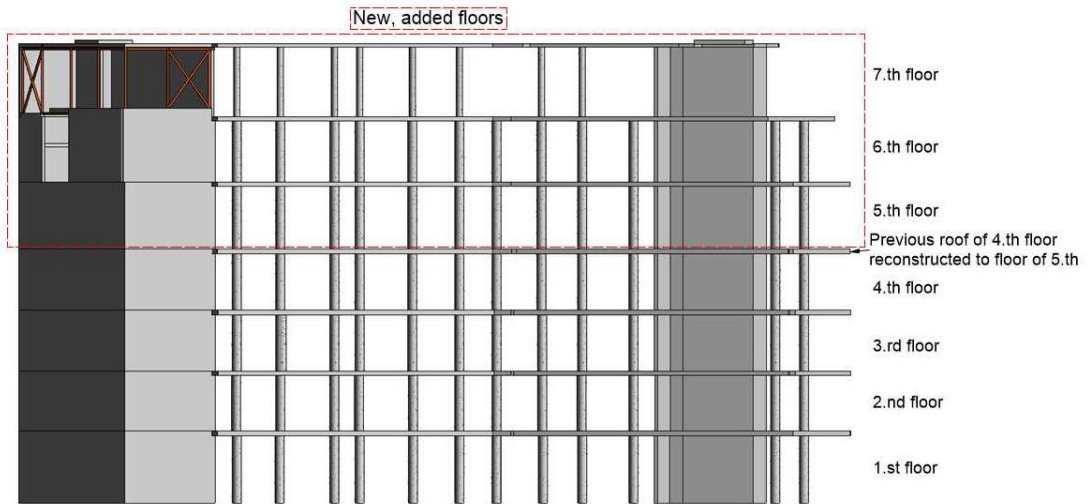 New, added floors
7.th floor
6.th floor
5.th floor
Previous roof of 4.th floor
reconstructed to floor of 5.th
4.th floor
3.rd floor
2.nd floor
1.st floor